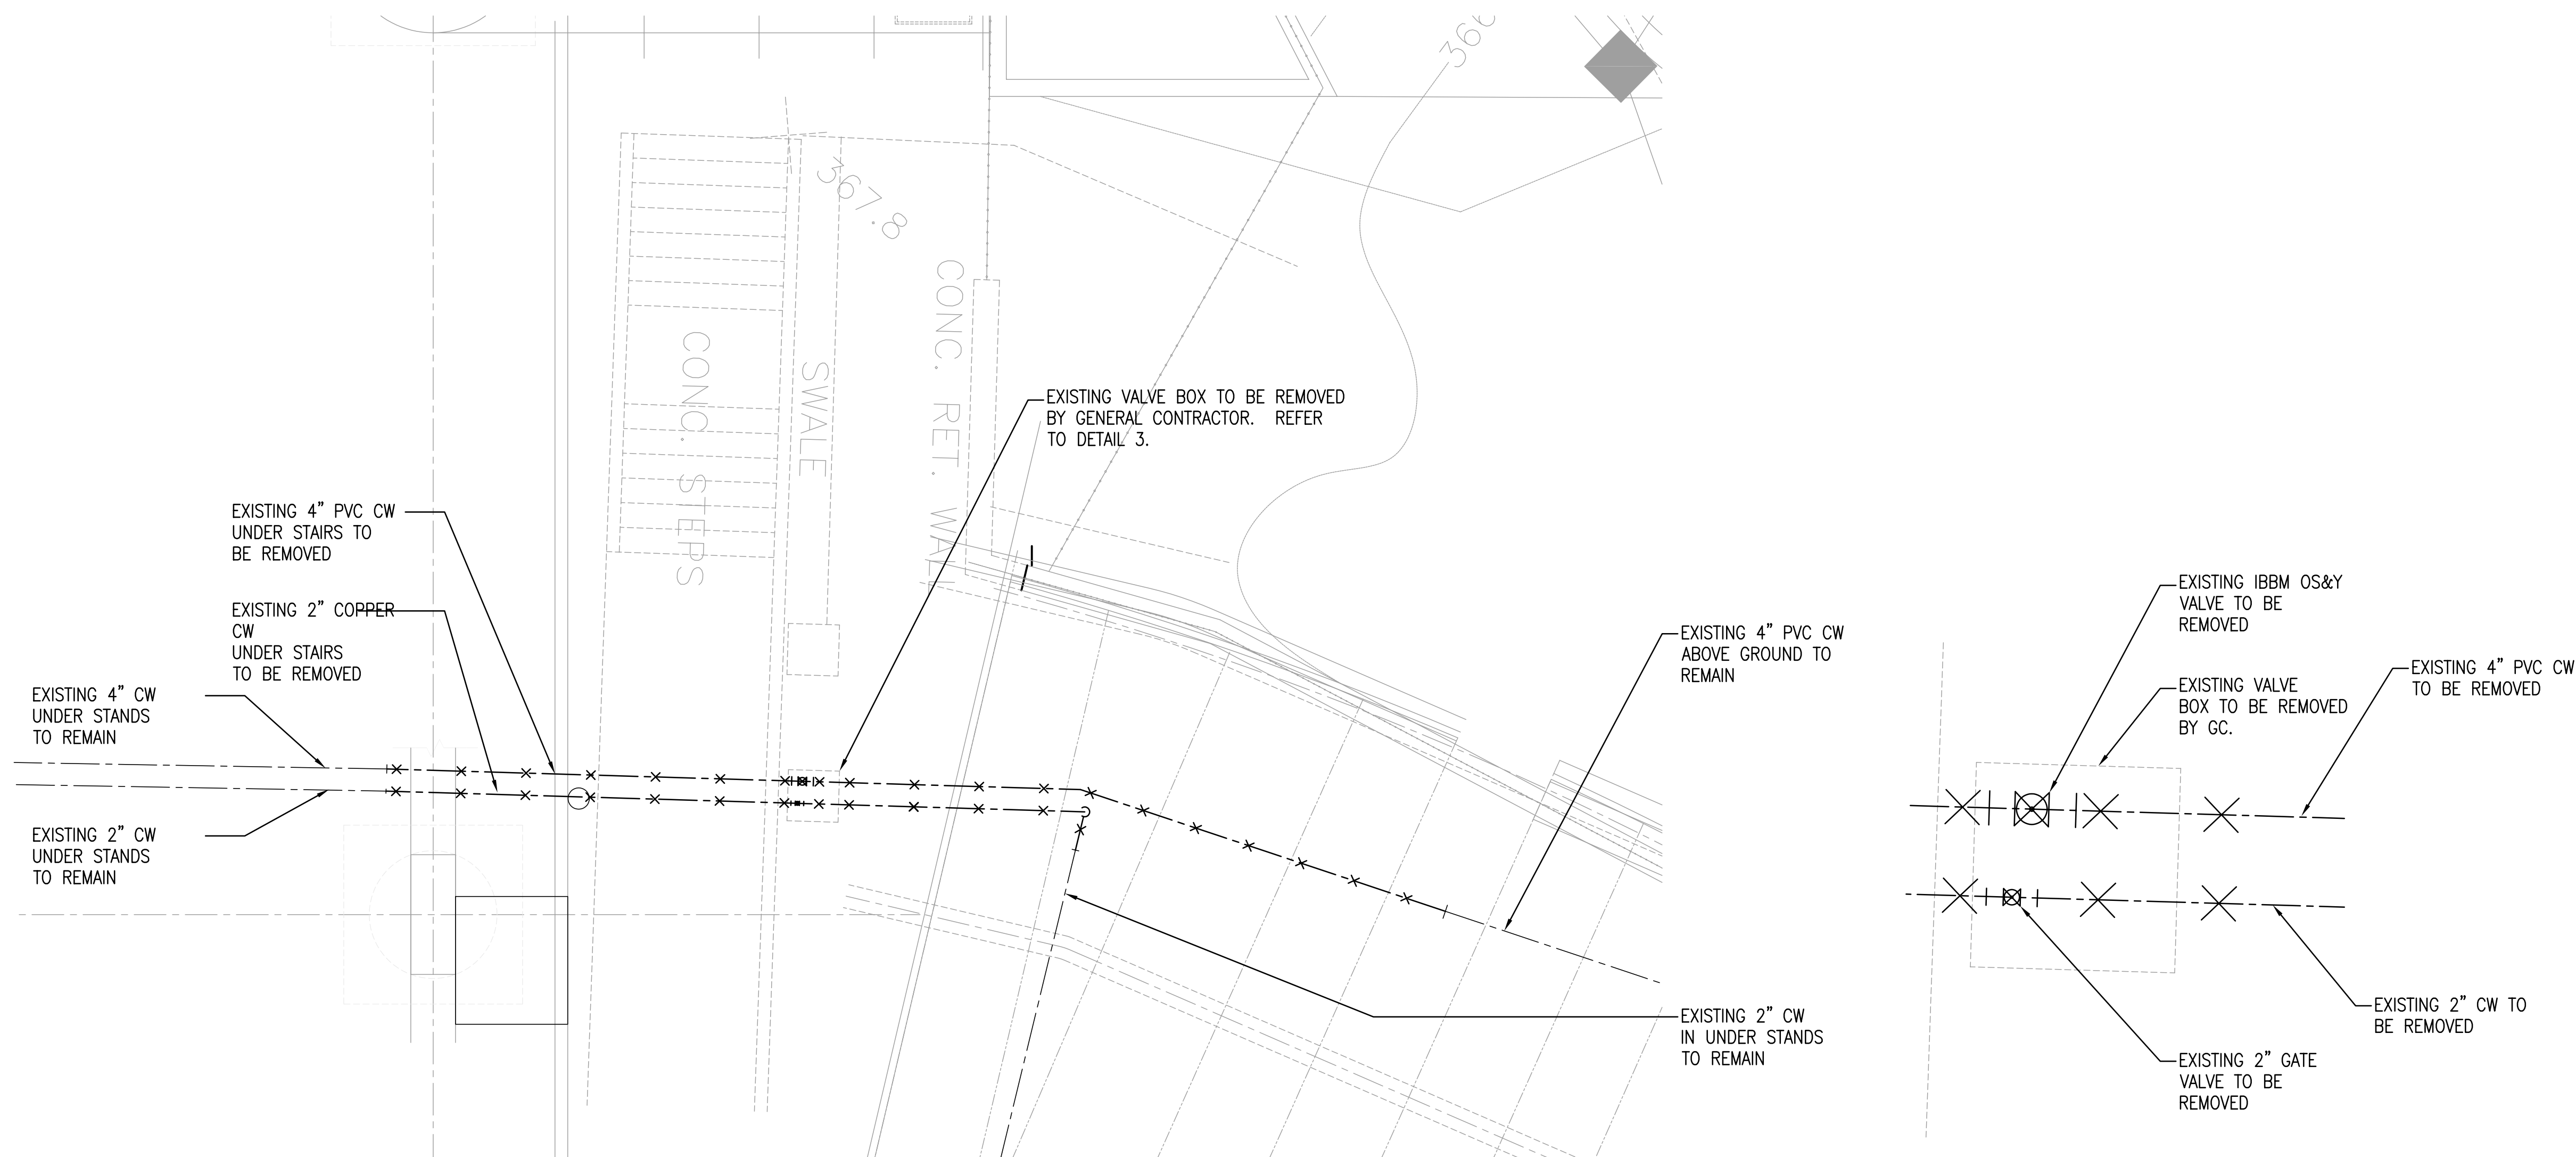 367.8
CONC. STEPS
SWALE
CONC. RET.
EXISTING VALVE BOX TO BE REMOVED
BY GENERAL CONTRACTOR.  REFER
TO DETAIL 3.
EXISTING 4" PVC CW
UNDER STAIRS TO
BE REMOVED
EXISTING 2" COPPER
CW
UNDER STAIRS
TO BE REMOVED
EXISTING 4" CW
UNDER STANDS
TO REMAIN
EXISTING 2" CW
UNDER STANDS
TO REMAIN
EXISTING 4" PVC CW
ABOVE GROUND TO
REMAIN
EXISTING 2" CW
IN UNDER STANDS
TO REMAIN
EXISTING IBBM OS&Y
VALVE TO BE
REMOVED
EXISTING VALVE
BOX TO BE REMOVED
BY GC.
EXISTING 4" PVC CW
TO BE REMOVED
EXISTING 2" CW TO
BE REMOVED
EXISTING 2" GATE
VALVE TO BE
REMOVED